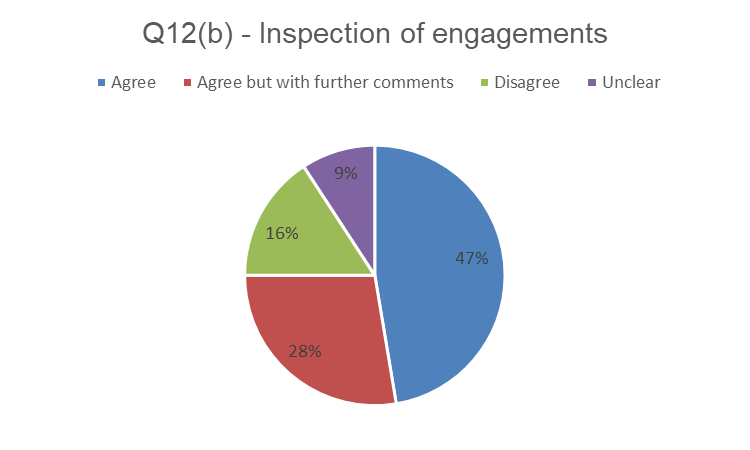 Q12(b) - Inspection of engagements
Agree Agree but with further comments Disagree Unclear
9%
16%
47%
28%